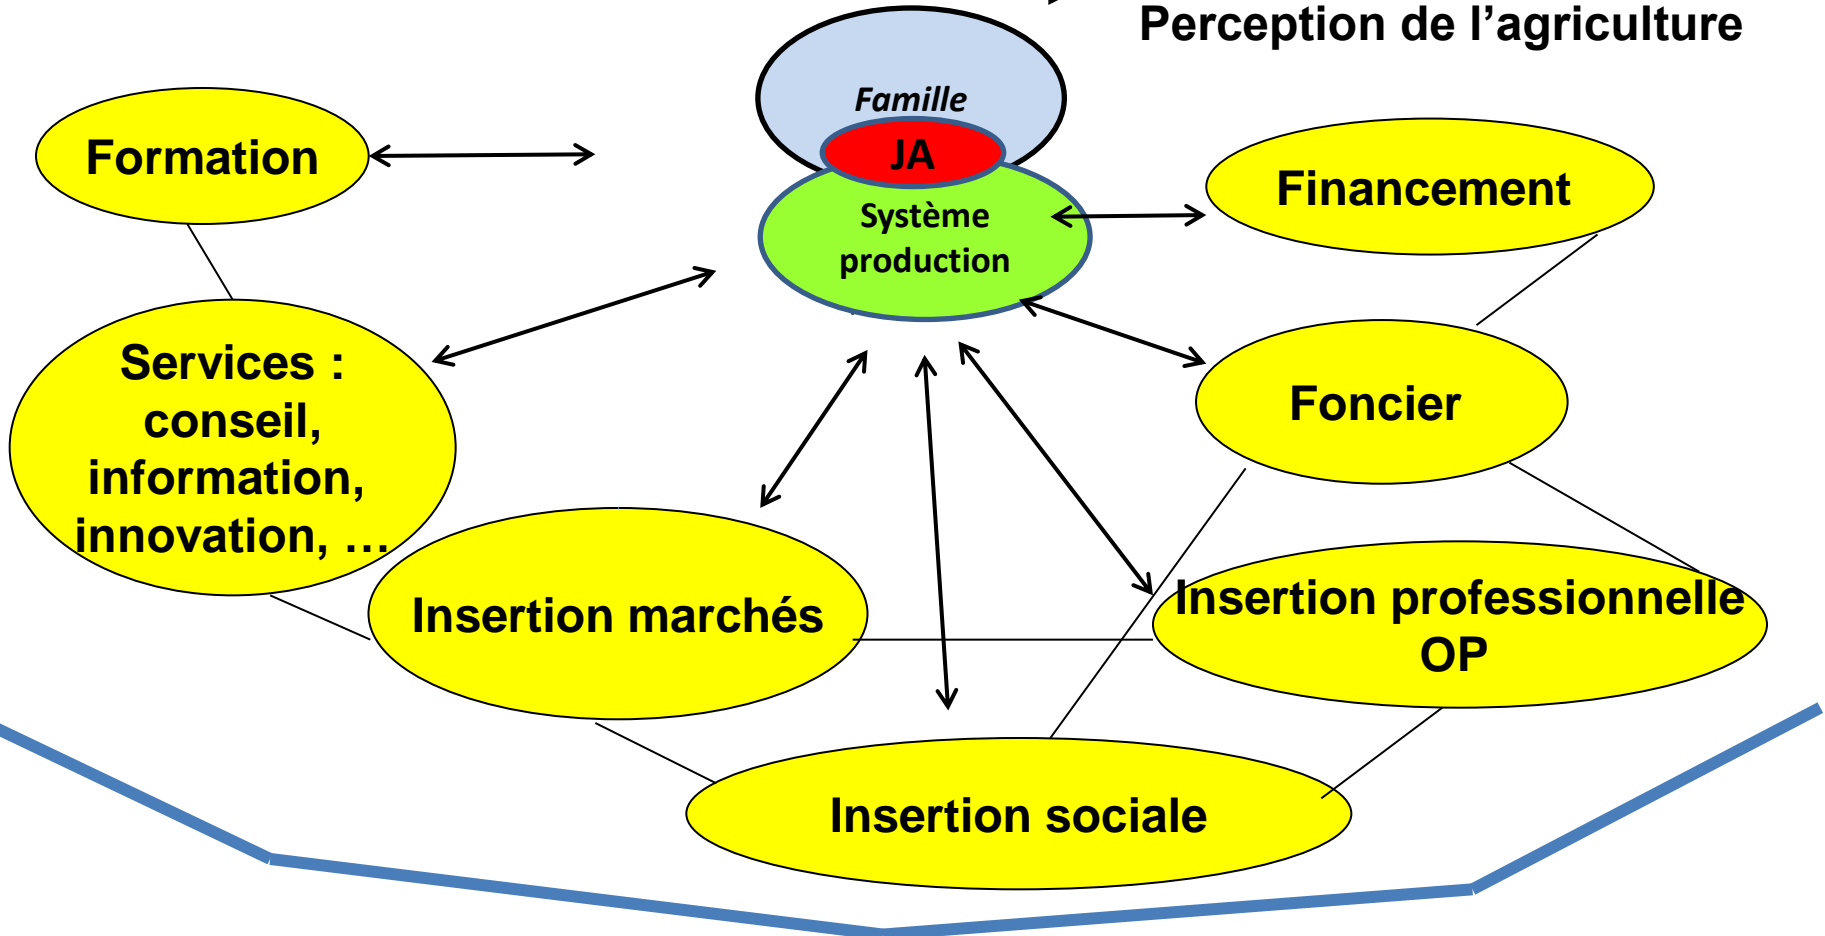 Perception de l’agriculture
Famille
JA
Système
production
Formation
Financement
Services :
conseil,
information,
innovation, …
Foncier
Insertion marchés
Insertion professionnelle
OP
Insertion sociale